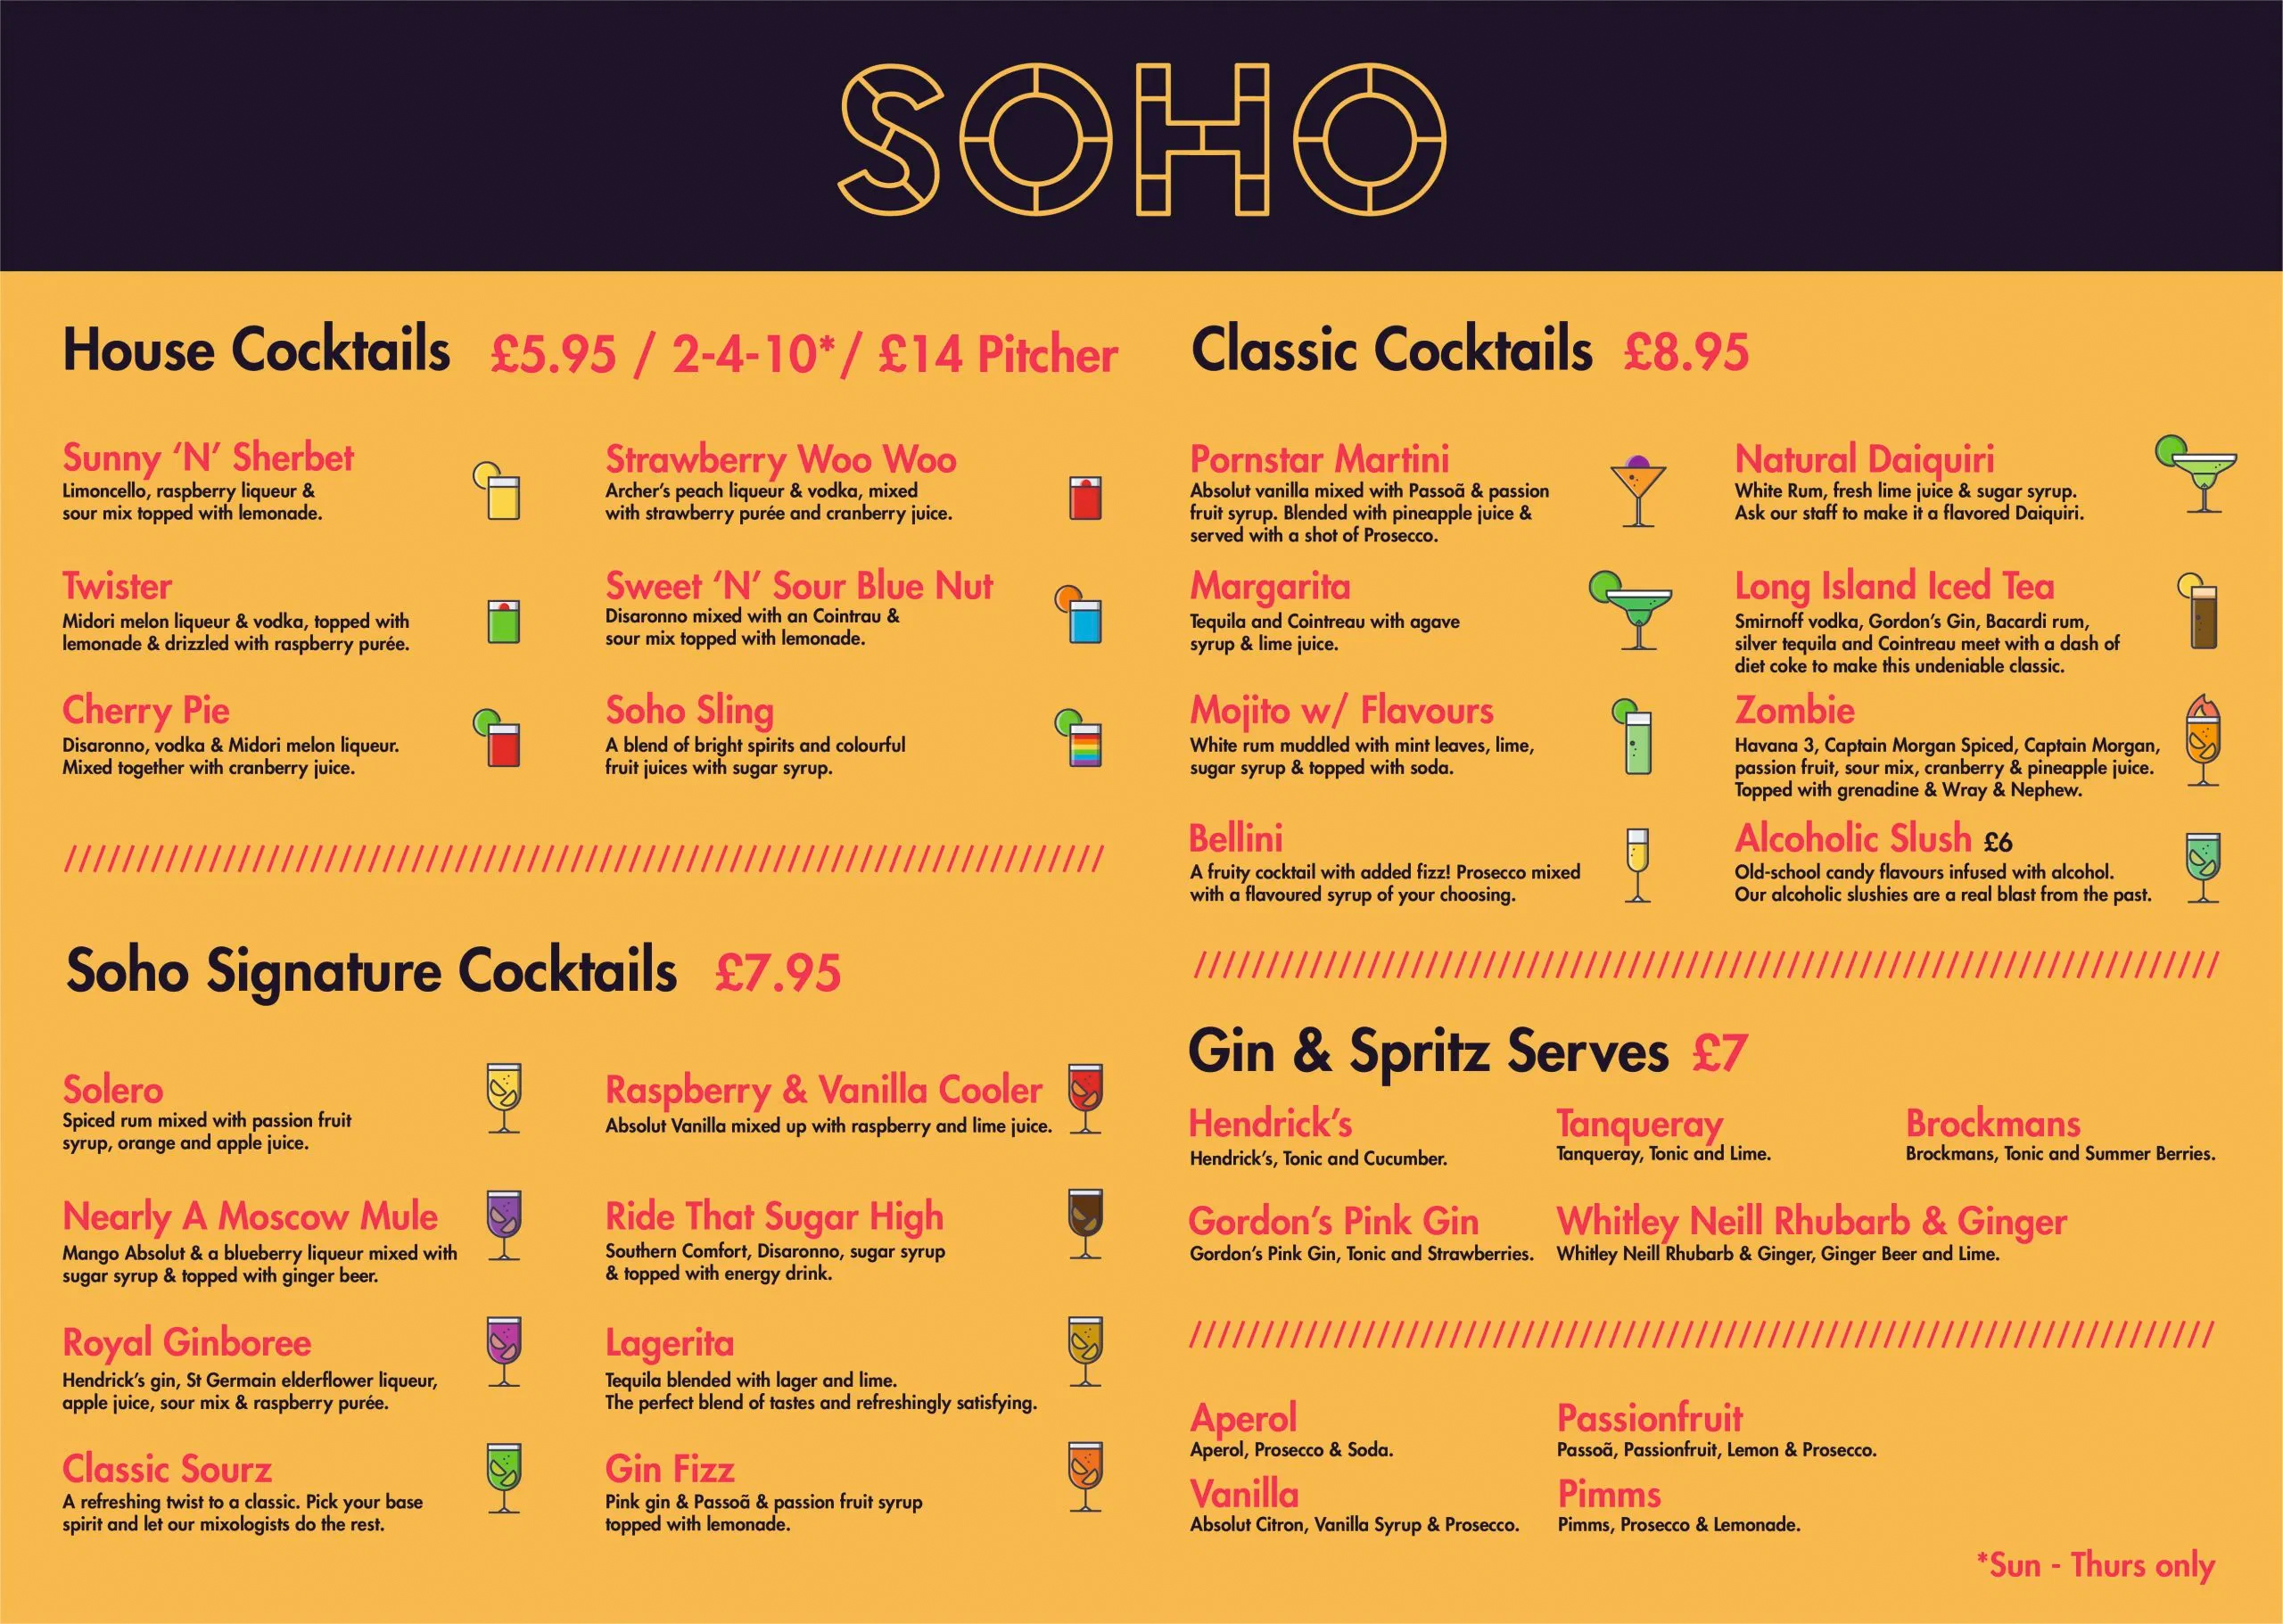 SOHO
House Cocktails £5.95 / 2-4-10*/ £14 Pitcher
Sunny ‘N’ Sherbet
Limoncello, raspberry liqueur &
sour mix topped with lemonade.
Strawberry Woo Woo
Archer’s peach liqueur & vodka, mixed
with strawberry purée and cranberry juice.
Twister
Midori melon liqueur & vodka, topped with
lemonade & drizzled with raspberry purée.
Sweet ‘N’ Sour Blue Nut
Disaronno mixed with an Cointrau &
sour mix topped with lemonade.
Cherry Pie
Disaronno, vodka & Midori melon liqueur.
Mixed together with cranberry juice.
Soho Sling
A blend of bright spirits and colourful
fruit juices with sugar syrup.
Soho Signature Cocktails £7.95
Solero
Spiced rum mixed with passion fruit
syrup, orange and apple juice.
Raspberry & Vanilla Cooler
Absolut Vanilla mixed up with raspberry and lime juice.
Nearly A Moscow Mule
Mango Absolut & a blueberry liqueur mixed with
sugar syrup & topped with ginger beer.
Ride That Sugar High
Southern Comfort, Disaronno, sugar syrup
& topped with energy drink.
Royal Ginboree
Hendrick’s gin, St Germain elderflower liqueur,
apple juice, sour mix & raspberry purée.
Lagerita
Tequila blended with lager and lime.
The perfect blend of tastes and refreshingly satisfying.
Classic Sourz
A refreshing twist to a classic. Pick your base
spirit and let our mixologists do the rest.
Gin Fizz
Pink gin & Passoã & passion fruit syrup
topped with lemonade.
Classic Cocktails £8.95
Pornstar Martini
Absolut vanilla mixed with Passoã & passion
fruit syrup. Blended with pineapple juice &
served with a shot of Prosecco.
Natural Daiquiri
White Rum, fresh lime juice & sugar syrup.
Ask our staff to make it a flavored Daiquiri.
Margarita
Tequila and Cointreau with agave
syrup & lime juice.
Long Island Iced Tea
Smirnoff vodka, Gordon’s Gin, Bacardi rum,
silver tequila and Cointreau meet with a dash of
diet coke to make this undeniable classic.
Mojito w/ Flavours
White rum muddled with mint leaves, lime,
sugar syrup & topped with soda.
Zombie
Havana 3, Captain Morgan Spiced, Captain Morgan,
passion fruit, sour mix, cranberry & pineapple juice.
Topped with grenadine & Wray & Nephew.
Bellini
A fruity cocktail with added fizz! Prosecco mixed
with a flavoured syrup of your choosing.
Alcoholic Slush £6
Old-school candy flavours infused with alcohol.
Our alcoholic slushies are a real blast from the past.
Gin & Spritz Serves £7
Hendrick’s
Hendrick’s, Tonic and Cucumber.
Tanqueray
Tanqueray, Tonic and Lime.
Brockmans
Brockmans, Tonic and Summer Berries.
Gordon’s Pink Gin
Gordon’s Pink Gin, Tonic and Strawberries.
Whitley Neill Rhubarb & Ginger
Whitley Neill Rhubarb & Ginger, Ginger Beer and Lime.
Aperol
Aperol, Prosecco & Soda.
Passionfruit
Passoã, Passionfruit, Lemon & Prosecco.
Vanilla
Absolut Citron, Vanilla Syrup & Prosecco.
Pimms
Pimms, Prosecco & Lemonade.
*Sun - Thurs only